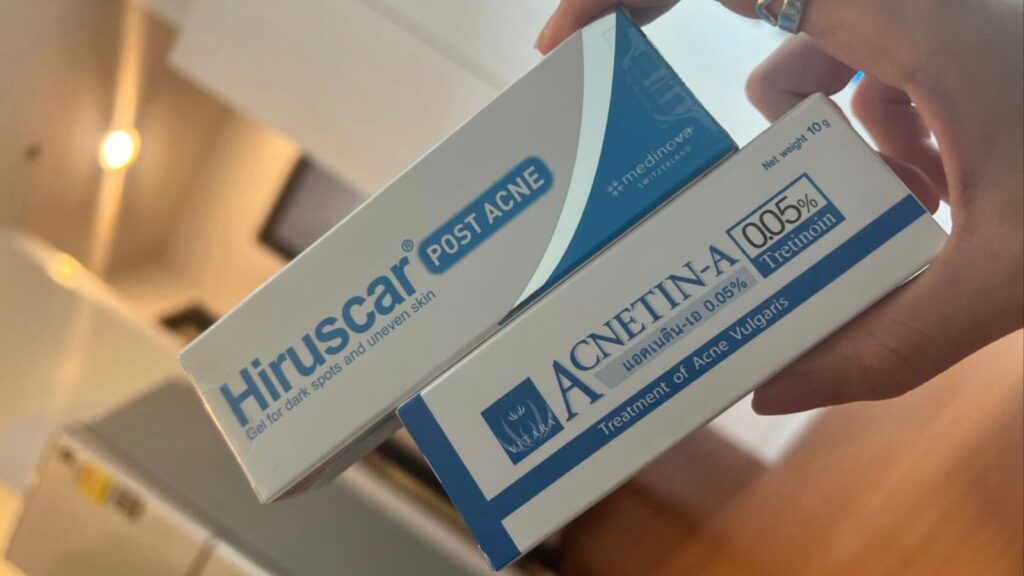 Hiruscar® POST ACNE
Gel for dark spots and uneven skin
medinova
SWITZERLAND
Net weight 10g
VITARA
ACNETIN-A
0.05%
Tretinoin
แอคเนติน-เอ 0.05%
Treatment of Acne Vulgaris